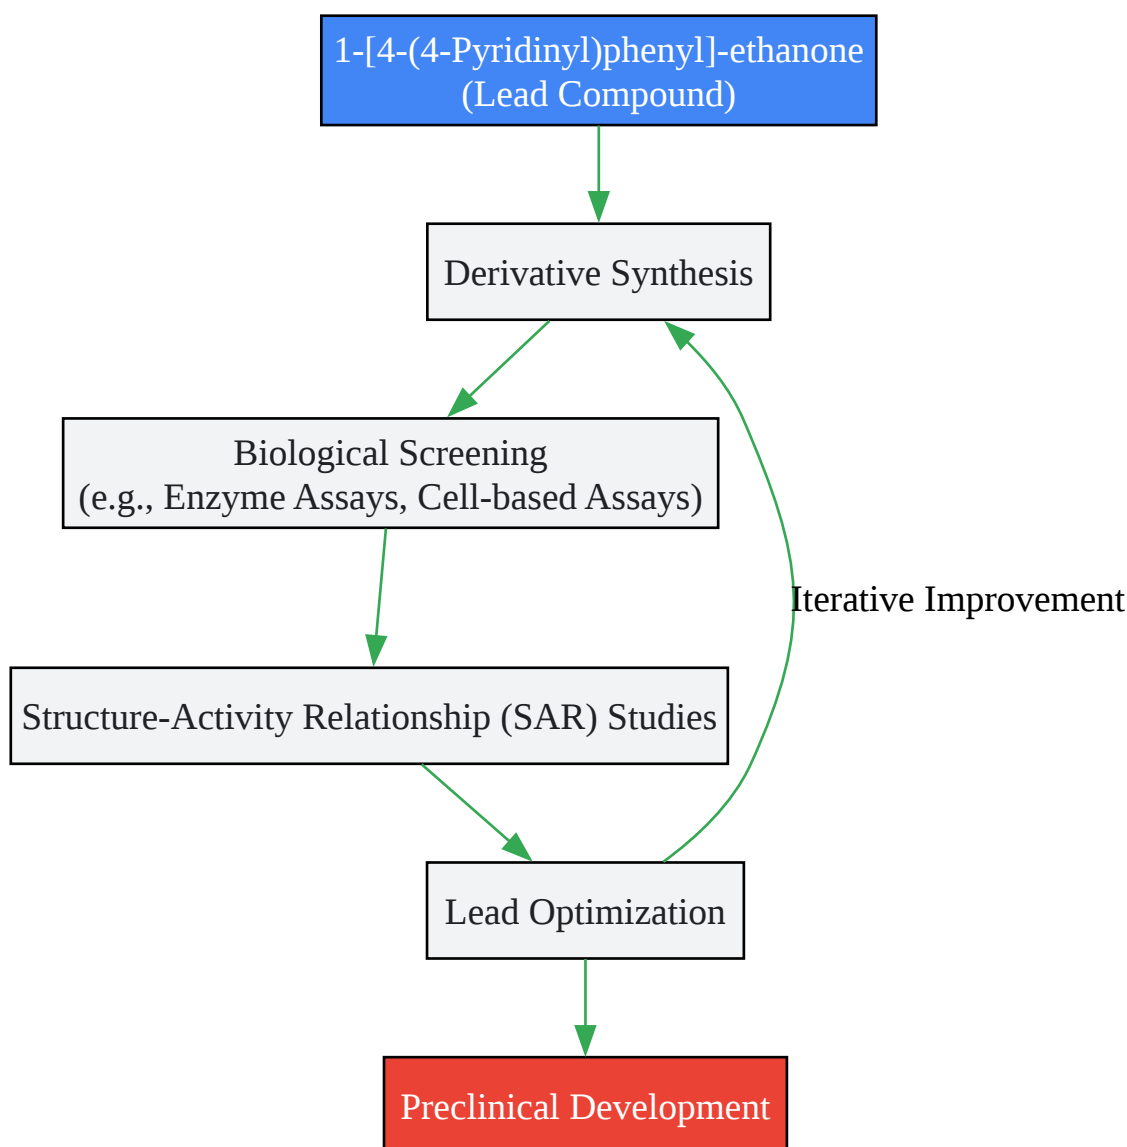 1-[4-(4-Pyridinyl)phenyl]-ethanone
(Lead Compound)
Derivative Synthesis
Biological Screening
(e.g., Enzyme Assays, Cell-based Assays)
Iterative Improvement
Structure-Activity Relationship (SAR) Studies
Lead Optimization
Preclinical Development